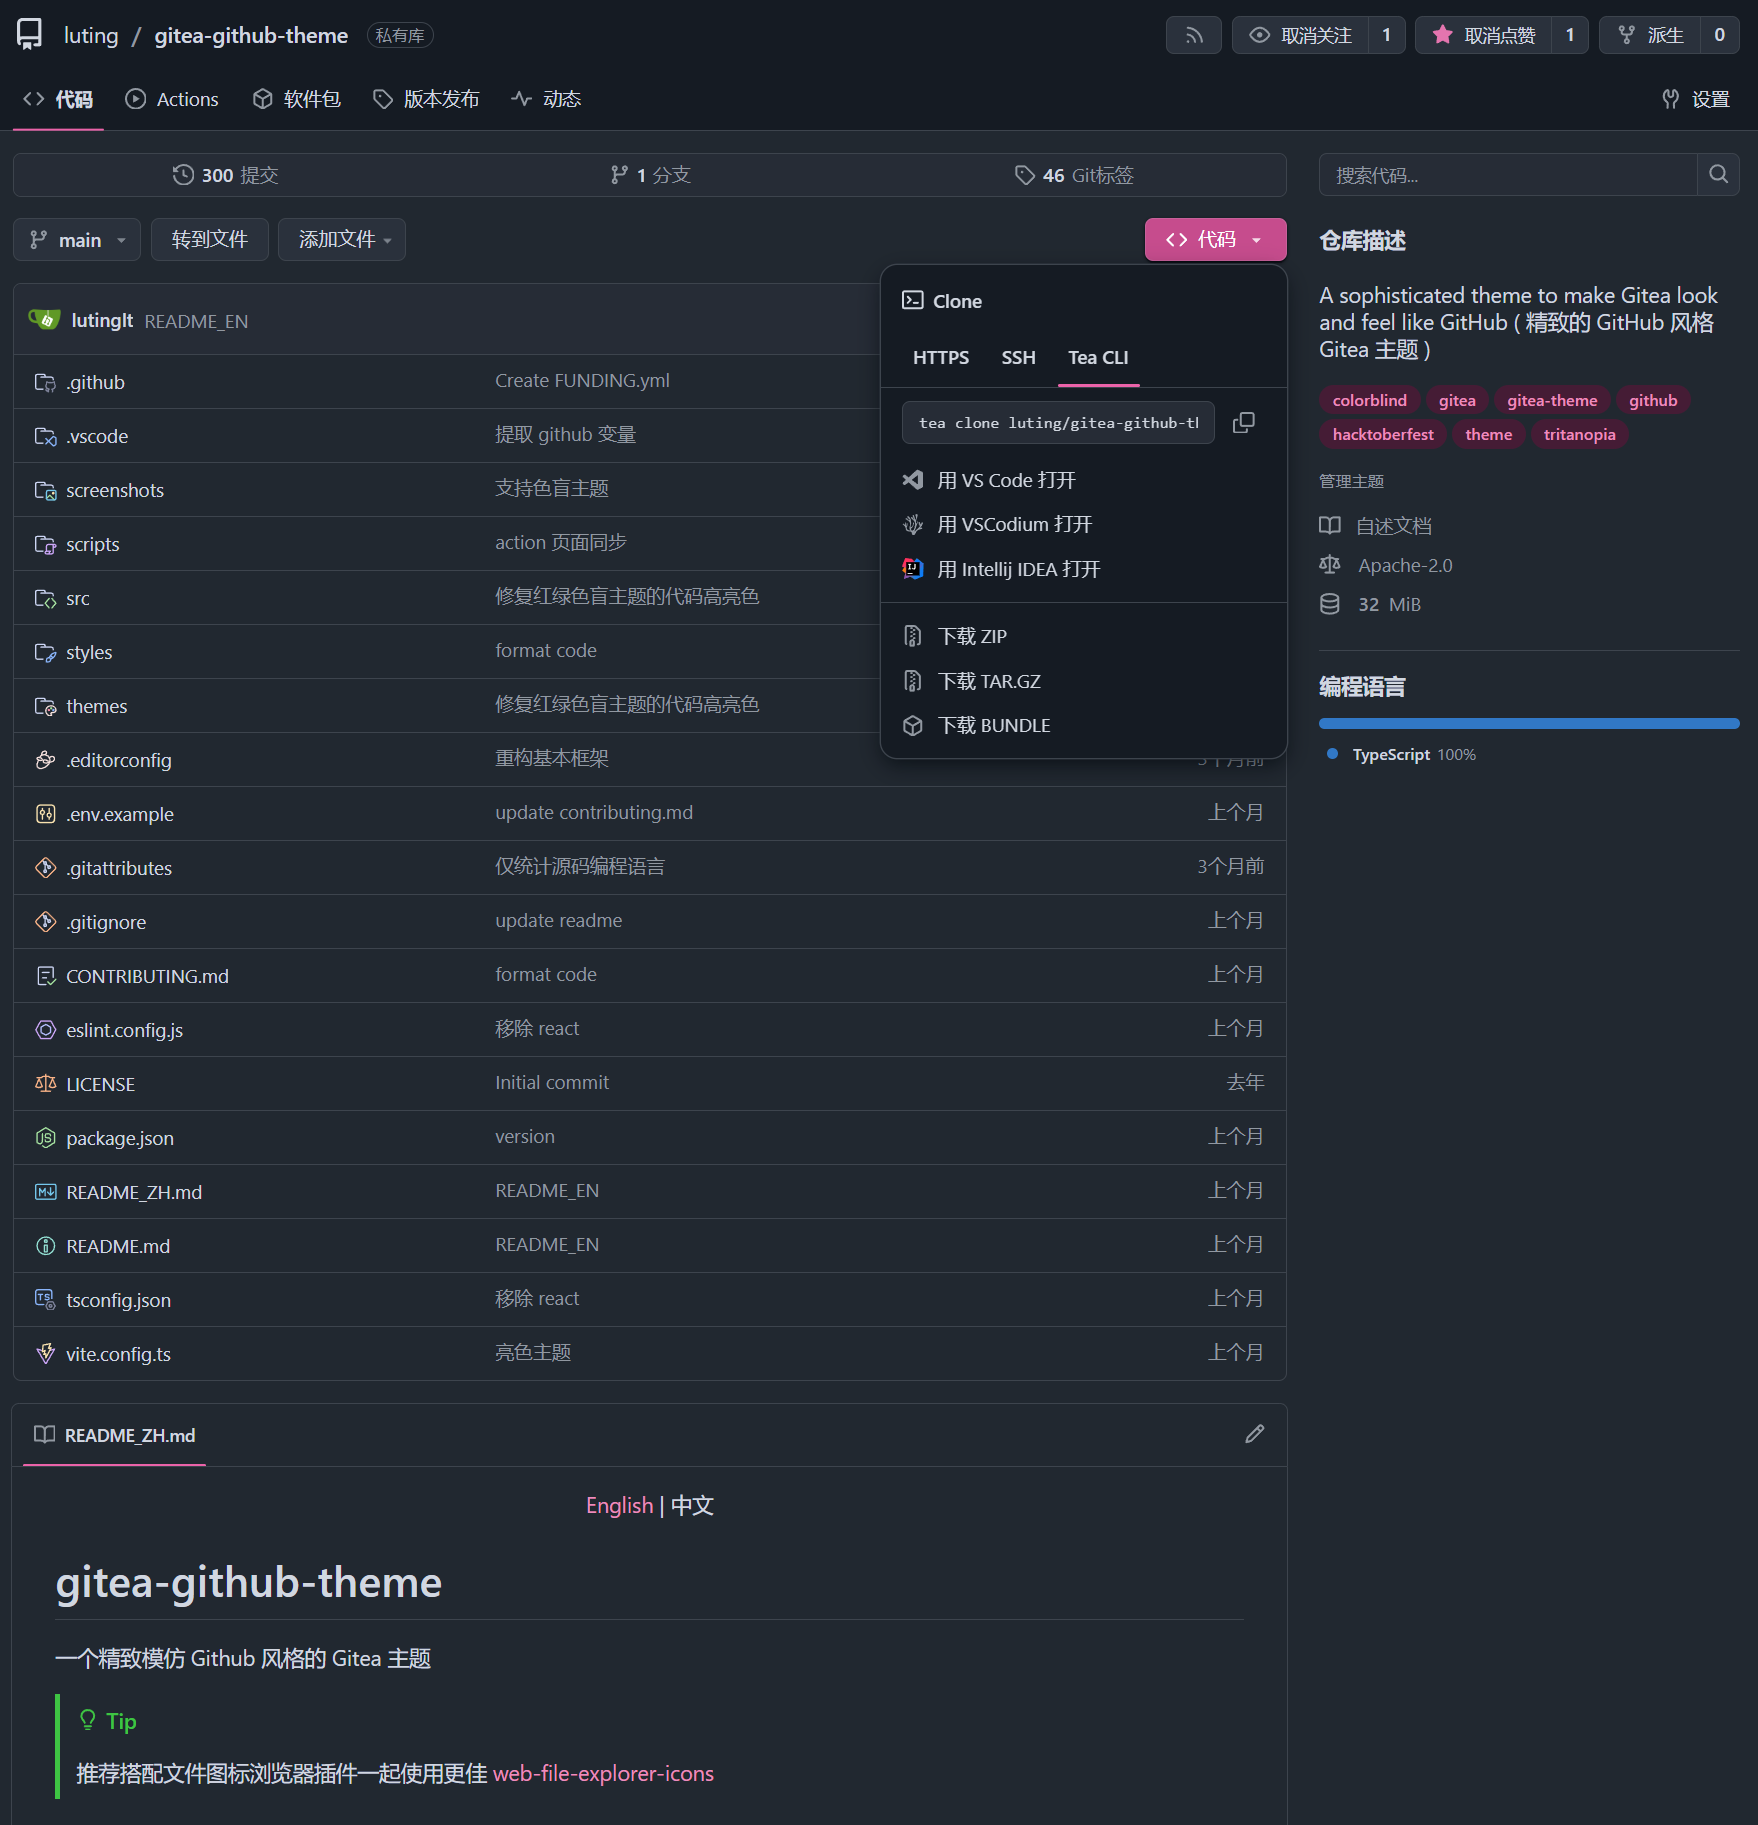 luting / gitea-github-theme 私有库 取消关注 1 取消点赞 1 派生 0
代码 Actions 软件包 版本发布 动态 设置
300 提交 1 分支 46 Git标签
搜索代码...
main 转到文件 添加文件 代码
lutinglt README_EN
.github Create FUNDING.yml
.vscode 提取 github 变量
screenshots 支持色盲主题
scripts action 页面同步
src 修复红绿色盲主题的代码高亮色
styles format code
themes 修复红绿色盲主题的代码高亮色
.editorconfig 重构基本框架 3个月前
.env.example update contributing.md 上个月
.gitattributes 仅统计源码编程语言 3个月前
.gitignore update readme 上个月
CONTRIBUTING.md format code 上个月
eslint.config.js 移除 react 上个月
LICENSE Initial commit 去年
package.json version 上个月
README_ZH.md README_EN 上个月
README.md README_EN 上个月
tsconfig.json 移除 react 上个月
vite.config.ts 亮色主题 上个月
Clone
HTTPS SSH Tea CLI
tea clone luting/gitea-github-th
用 VS Code 打开
用 VSCodium 打开
用 Intellij IDEA 打开
下载 ZIP
下载 TAR.GZ
下载 BUNDLE
仓库描述
A sophisticated theme to make Gitea look
and feel like GitHub ( 精致的 GitHub 风格
Gitea 主题 )
colorblind gitea gitea-theme github
hacktoberfest theme tritanopia
管理主题
自述文档
Apache-2.0
32 MiB
编程语言
TypeScript 100%
README_ZH.md
English | 中文
gitea-github-theme
一个精致模仿 Github 风格的 Gitea 主题
Tip
推荐搭配文件图标浏览器插件一起使用更佳 web-file-explorer-icons